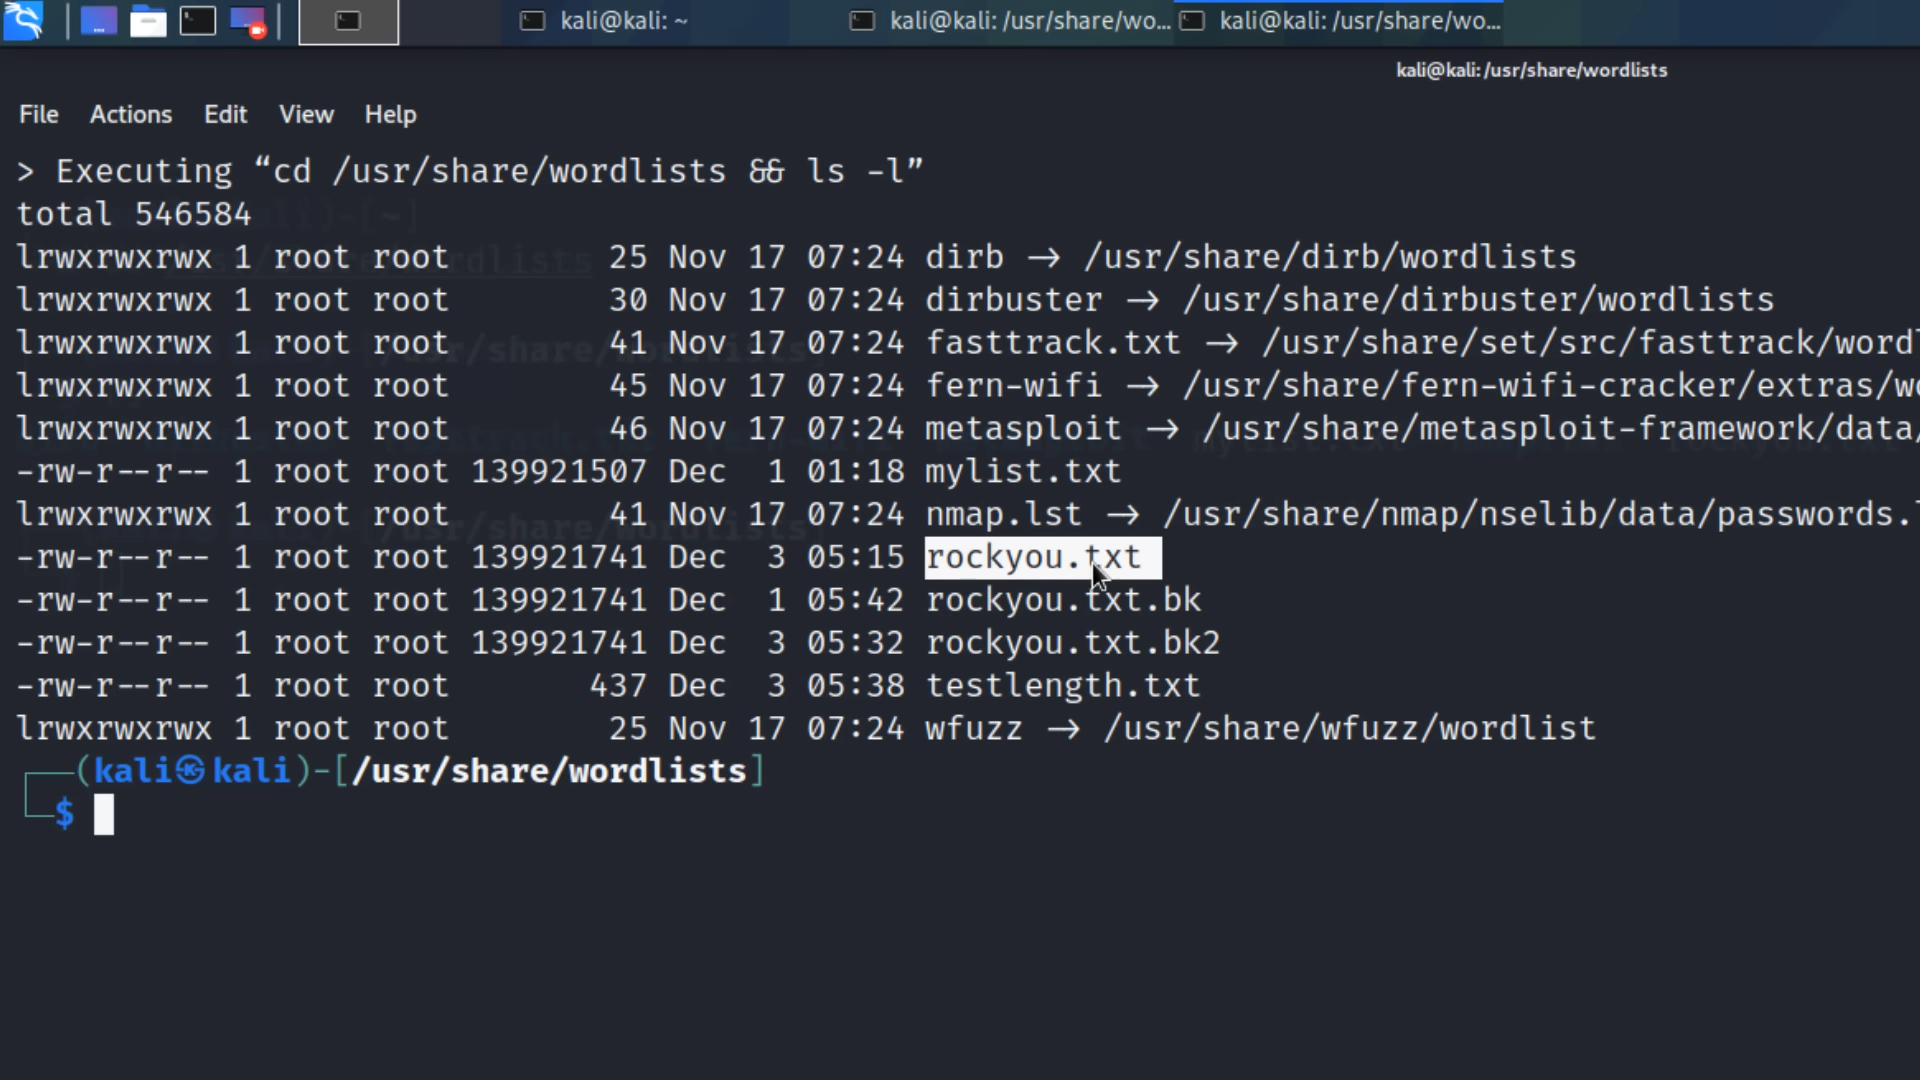 kali@kali: ~
kali@kali: /usr/share/wo...
kali@kali: /usr/share/wo...
kali@kali:/usr/share/wordlists
File Actions Edit View Help
> Executing “cd /usr/share/wordlists && ls -l”
total 546584
lrwxrwxrwx 1 root root 25 Nov 17 07:24 dirb → /usr/share/dirb/wordlists
lrwxrwxrwx 1 root root 30 Nov 17 07:24 dirbuster → /usr/share/dirbuster/wordlists
lrwxrwxrwx 1 root root 41 Nov 17 07:24 fasttrack.txt → /usr/share/set/src/fasttrack/wordl
lrwxrwxrwx 1 root root 45 Nov 17 07:24 fern-wifi → /usr/share/fern-wifi-cracker/extras/wo
lrwxrwxrwx 1 root root 46 Nov 17 07:24 metasploit → /usr/share/metasploit-framework/data/
-rw-r--r-- 1 root root 139921507 Dec 1 01:18 mylist.txt
lrwxrwxrwx 1 root root 41 Nov 17 07:24 nmap.lst → /usr/share/nmap/nselib/data/passwords.l
-rw-r--r-- 1 root root 139921741 Dec 3 05:15 rockyou.txt
-rw-r--r-- 1 root root 139921741 Dec 1 05:42 rockyou.txt.bk
-rw-r--r-- 1 root root 139921741 Dec 3 05:32 rockyou.txt.bk2
-rw-r--r-- 1 root root 437 Dec 3 05:38 testlength.txt
lrwxrwxrwx 1 root root 25 Nov 17 07:24 wfuzz → /usr/share/wfuzz/wordlist
(kali㉿kali)-[/usr/share/wordlists]
$